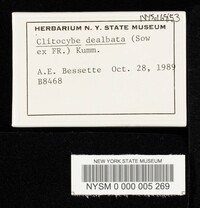 HERBARIUM N. Y. STATE MUSEUM
Clitocybe dealbata (Sow
ex FR.) Kumm.
A.E. Bessette Oct. 28, 1989
B8468
NEW YORK STATE MUSEUM
NYSM 0 000 005 269